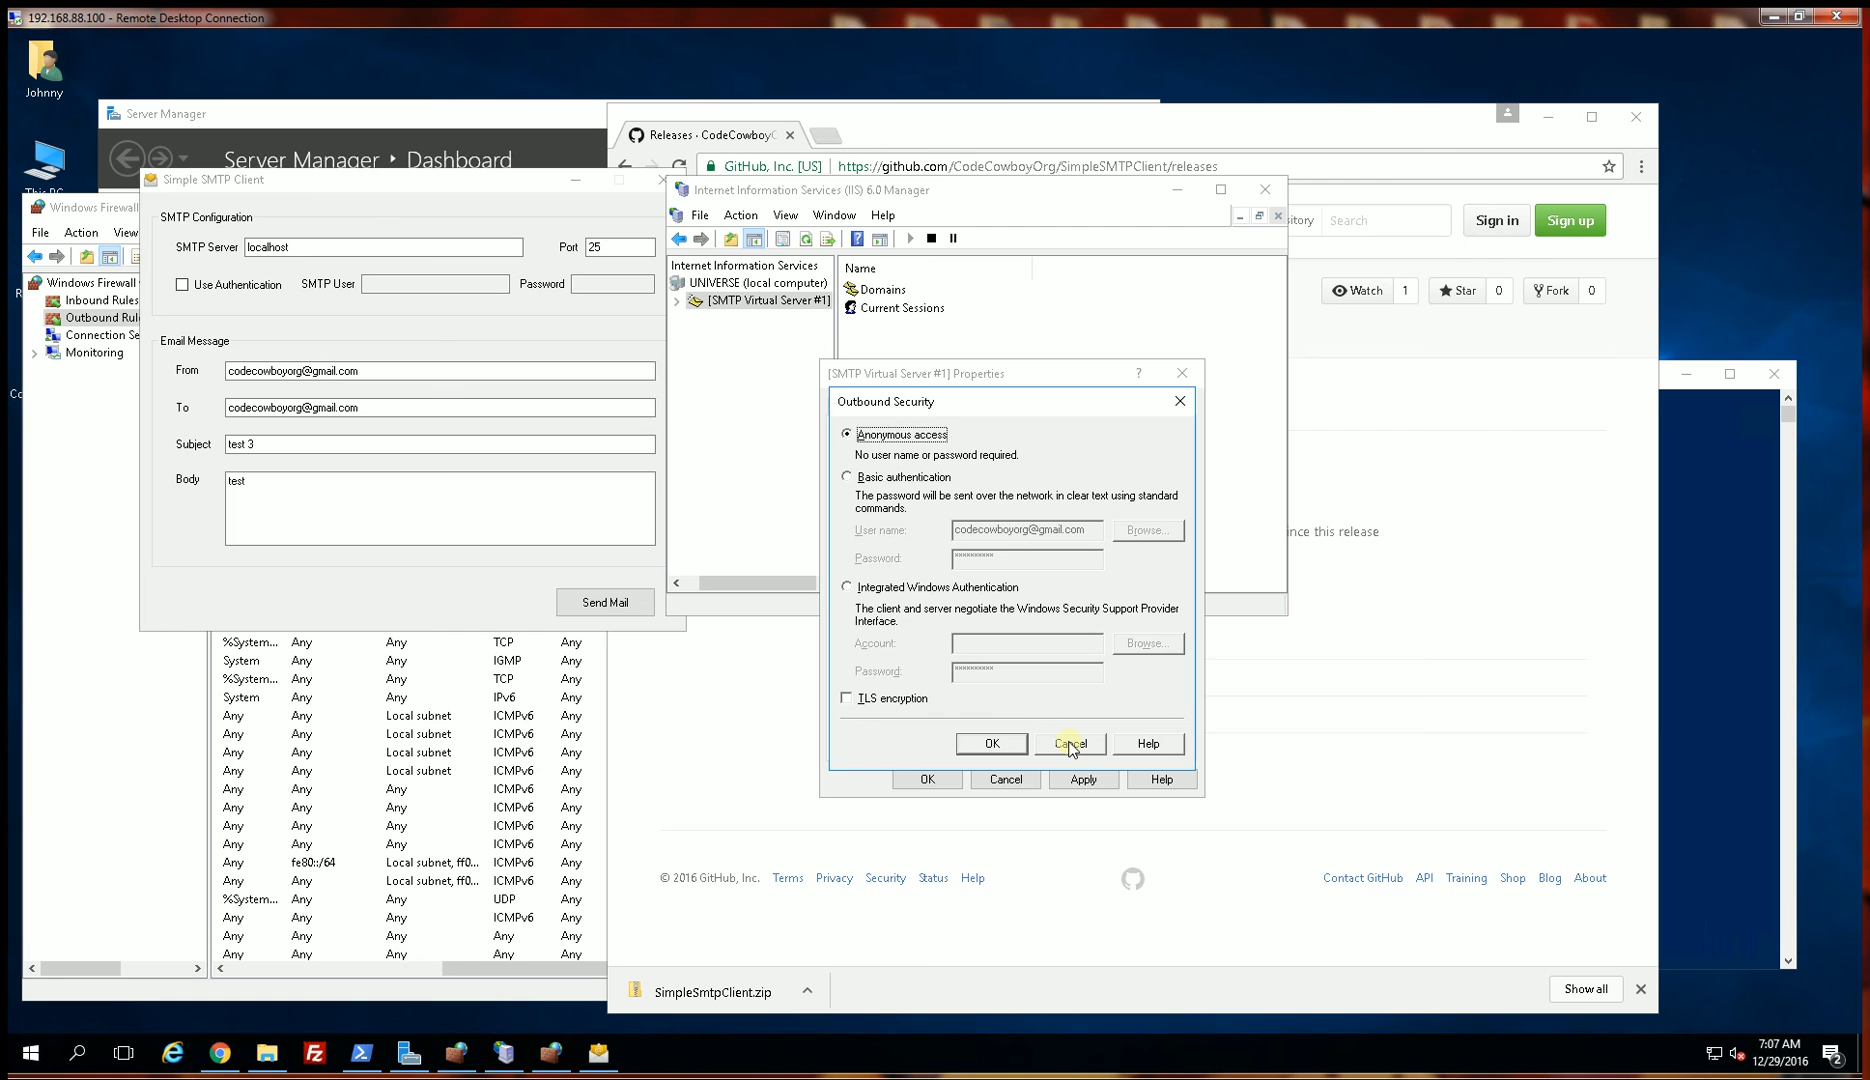 192.168.88.100 - Remote Desktop Connection
Johnny
Server Manager
Server Manager ‣ Dashboard
Releases · CodeCowboyO
GitHub, Inc. [US]
https://github.com/CodeCowboyOrg/SimpleSMTPClient/releases
Simple SMTP Client
SMTP Configuration
SMTP Server
localhost
Port
25
Use Authentication
SMTP User
Password
Email Message
From
codecowboyorg@gmail.com
To
codecowboyorg@gmail.com
Subject
test 3
Body
test
Send Mail
Windows Firewall
File Action View
Windows Firewall
Inbound Rules
Outbound Rul
Connection Se
Monitoring
Internet Information Services (IIS) 6.0 Manager
File Action View Window Help
Internet Information Services
UNIVERSE (local computer)
[SMTP Virtual Server #1]
Name
Domains
Current Sessions
Search
Sign in
Sign up
Watch 1
Star 0
Fork 0
ince this release
[SMTP Virtual Server #1] Properties
Outbound Security
Anonymous access
No user name or password required.
Basic authentication
The password will be sent over the network in clear text using standard
commands.
User name:
codecowboyorg@gmail.com
Browse...
Password:
**********
Integrated Windows Authentication
The client and server negotiate the Windows Security Support Provider
Interface.
Account:
Browse...
Password:
**********
TLS encryption
OK Cancel Help
OK Cancel Apply Help
%System... Any Any TCP Any
System Any Any IGMP Any
%System... Any Any TCP Any
System Any Any IPv6 Any
Any Any Local subnet ICMPv6 Any
Any Any Local subnet ICMPv6 Any
Any Any Local subnet ICMPv6 Any
Any Any Local subnet ICMPv6 Any
Any Any Any ICMPv6 Any
Any Any Any ICMPv6 Any
Any Any Any ICMPv6 Any
Any Any Any ICMPv6 Any
Any fe80::/64 Local subnet, ff0... ICMPv6 Any
Any Any Local subnet, ff0... ICMPv6 Any
%System... Any Any UDP Any
Any Any Any ICMPv6 Any
Any Any Any Any Any
Any Any Any Any Any
© 2016 GitHub, Inc. Terms Privacy Security Status Help
Contact GitHub API Training Shop Blog About
SimpleSmtpClient.zip
Show all
7:07 AM
12/29/2016
2